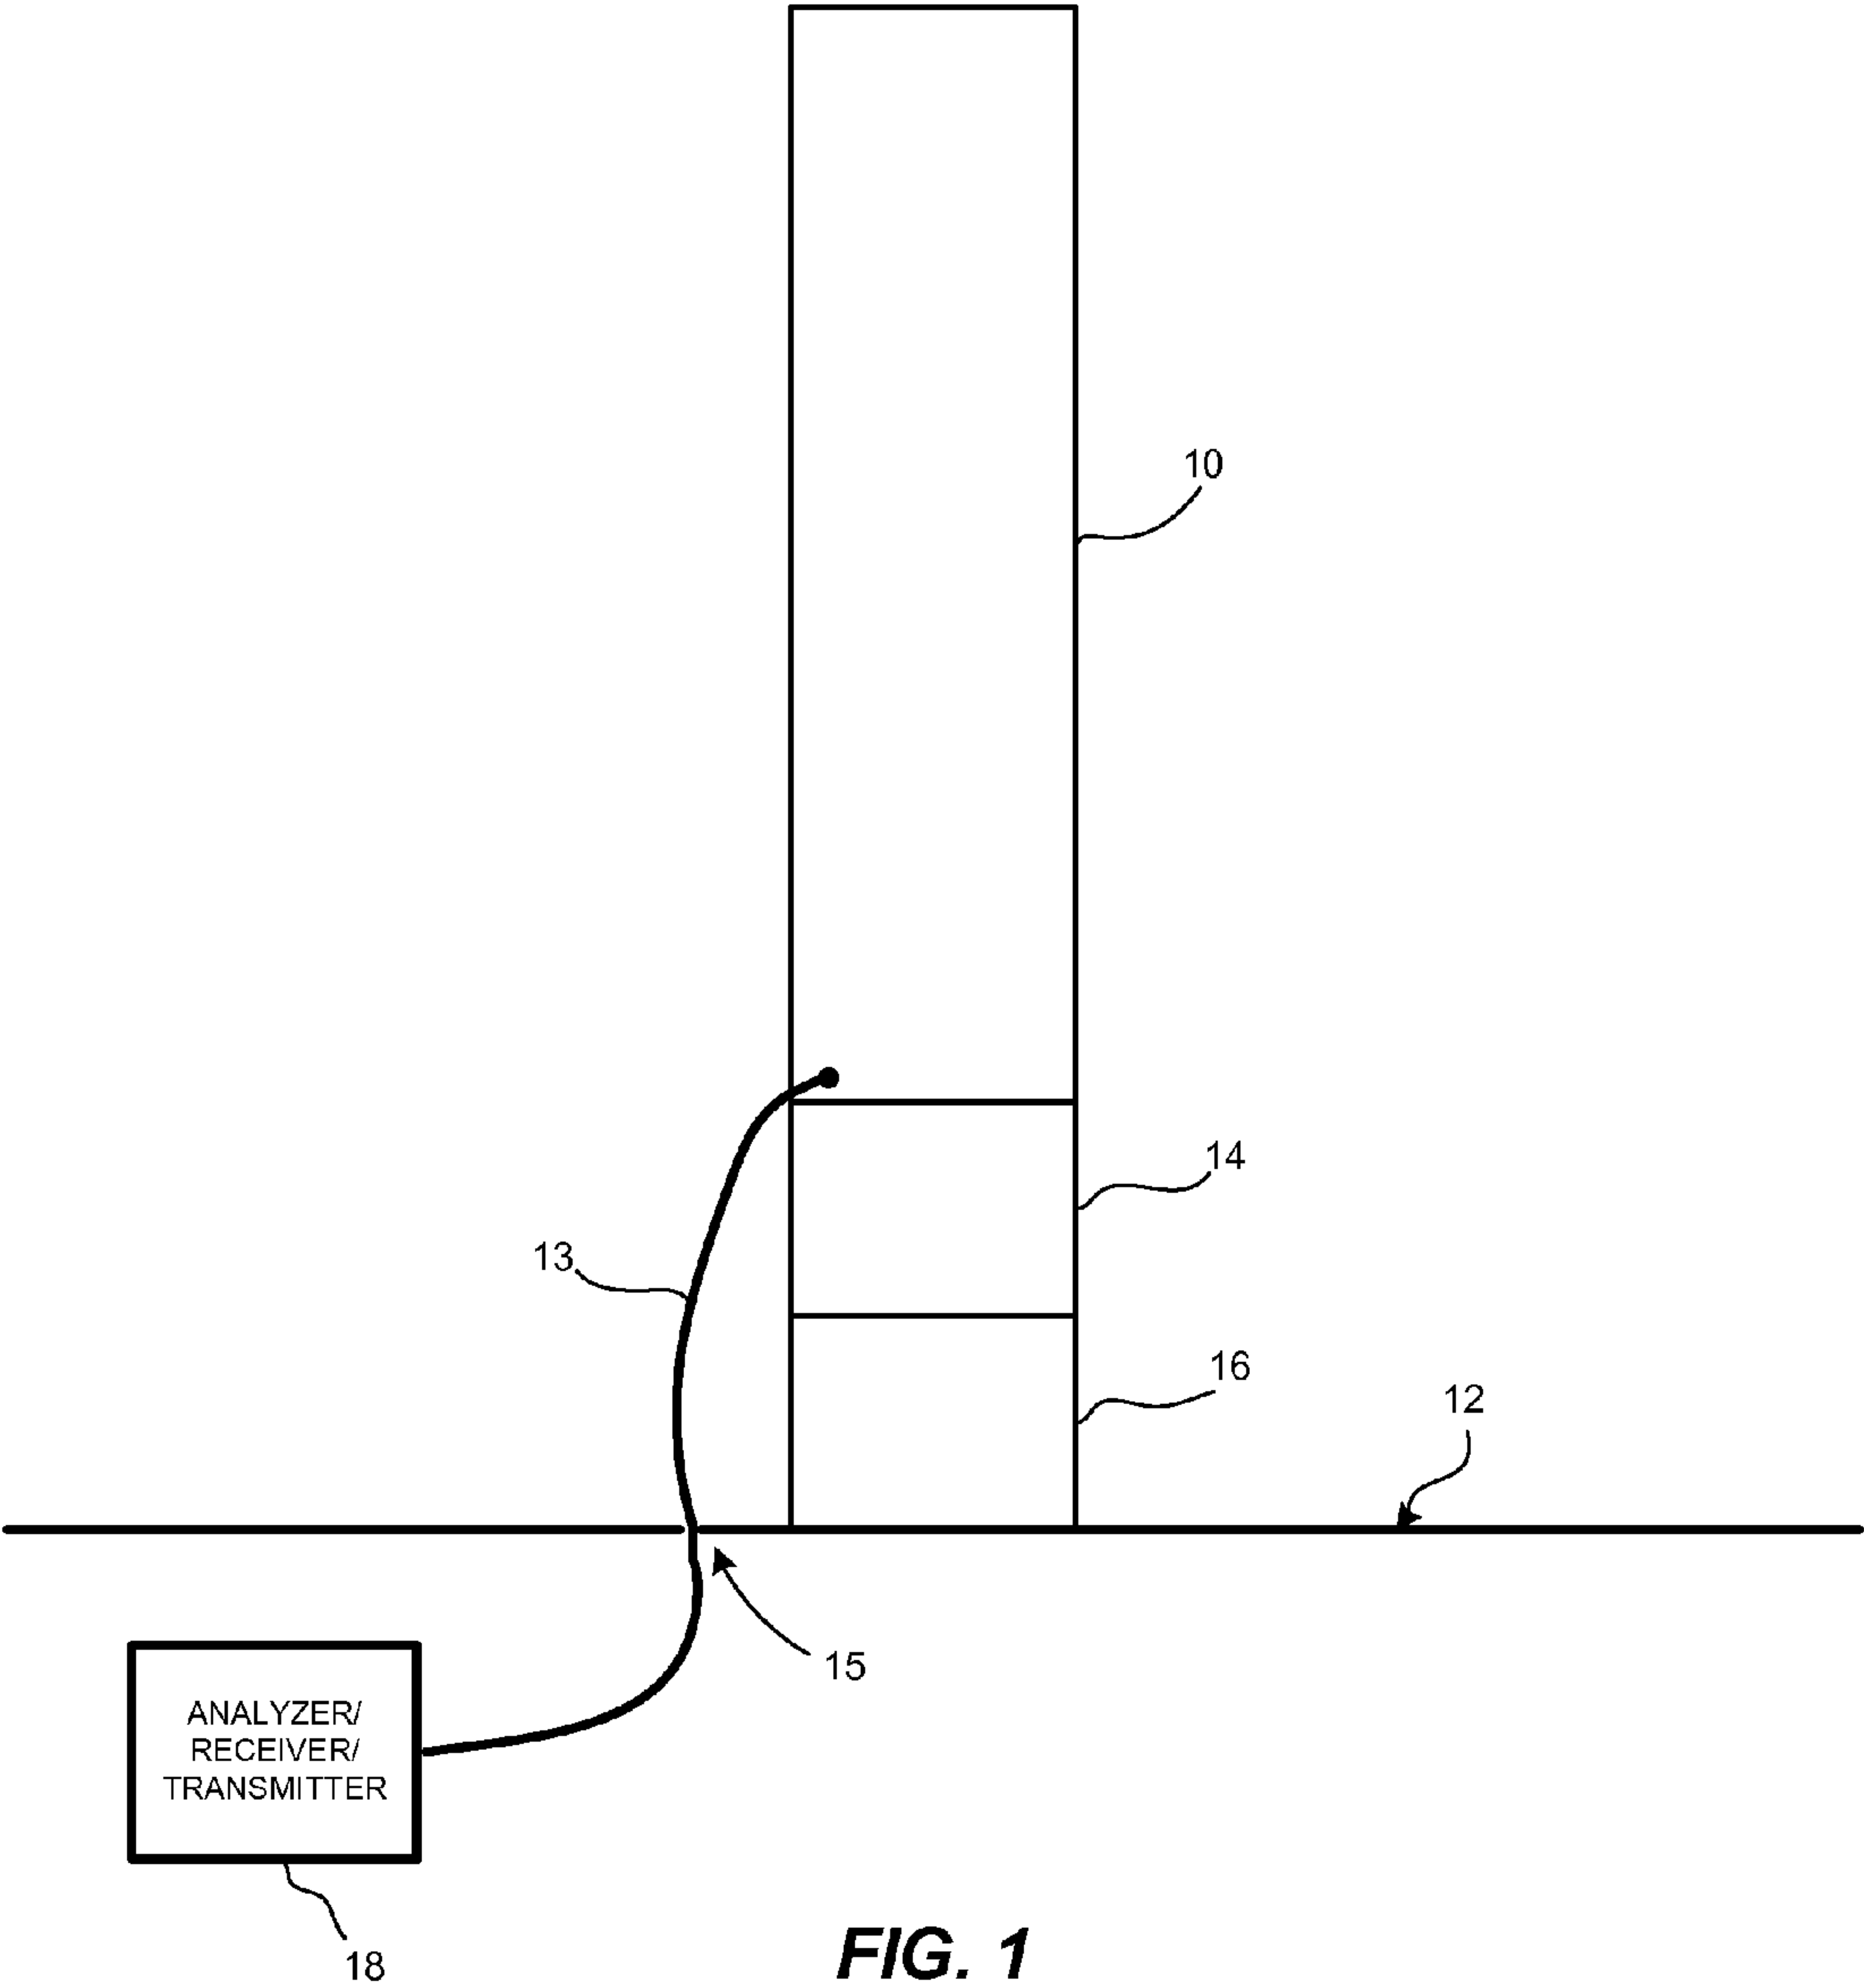 10
14
13
16
12
15
ANALYZER/
RECEIVER/
TRANSMITTER
18
FIG. 1